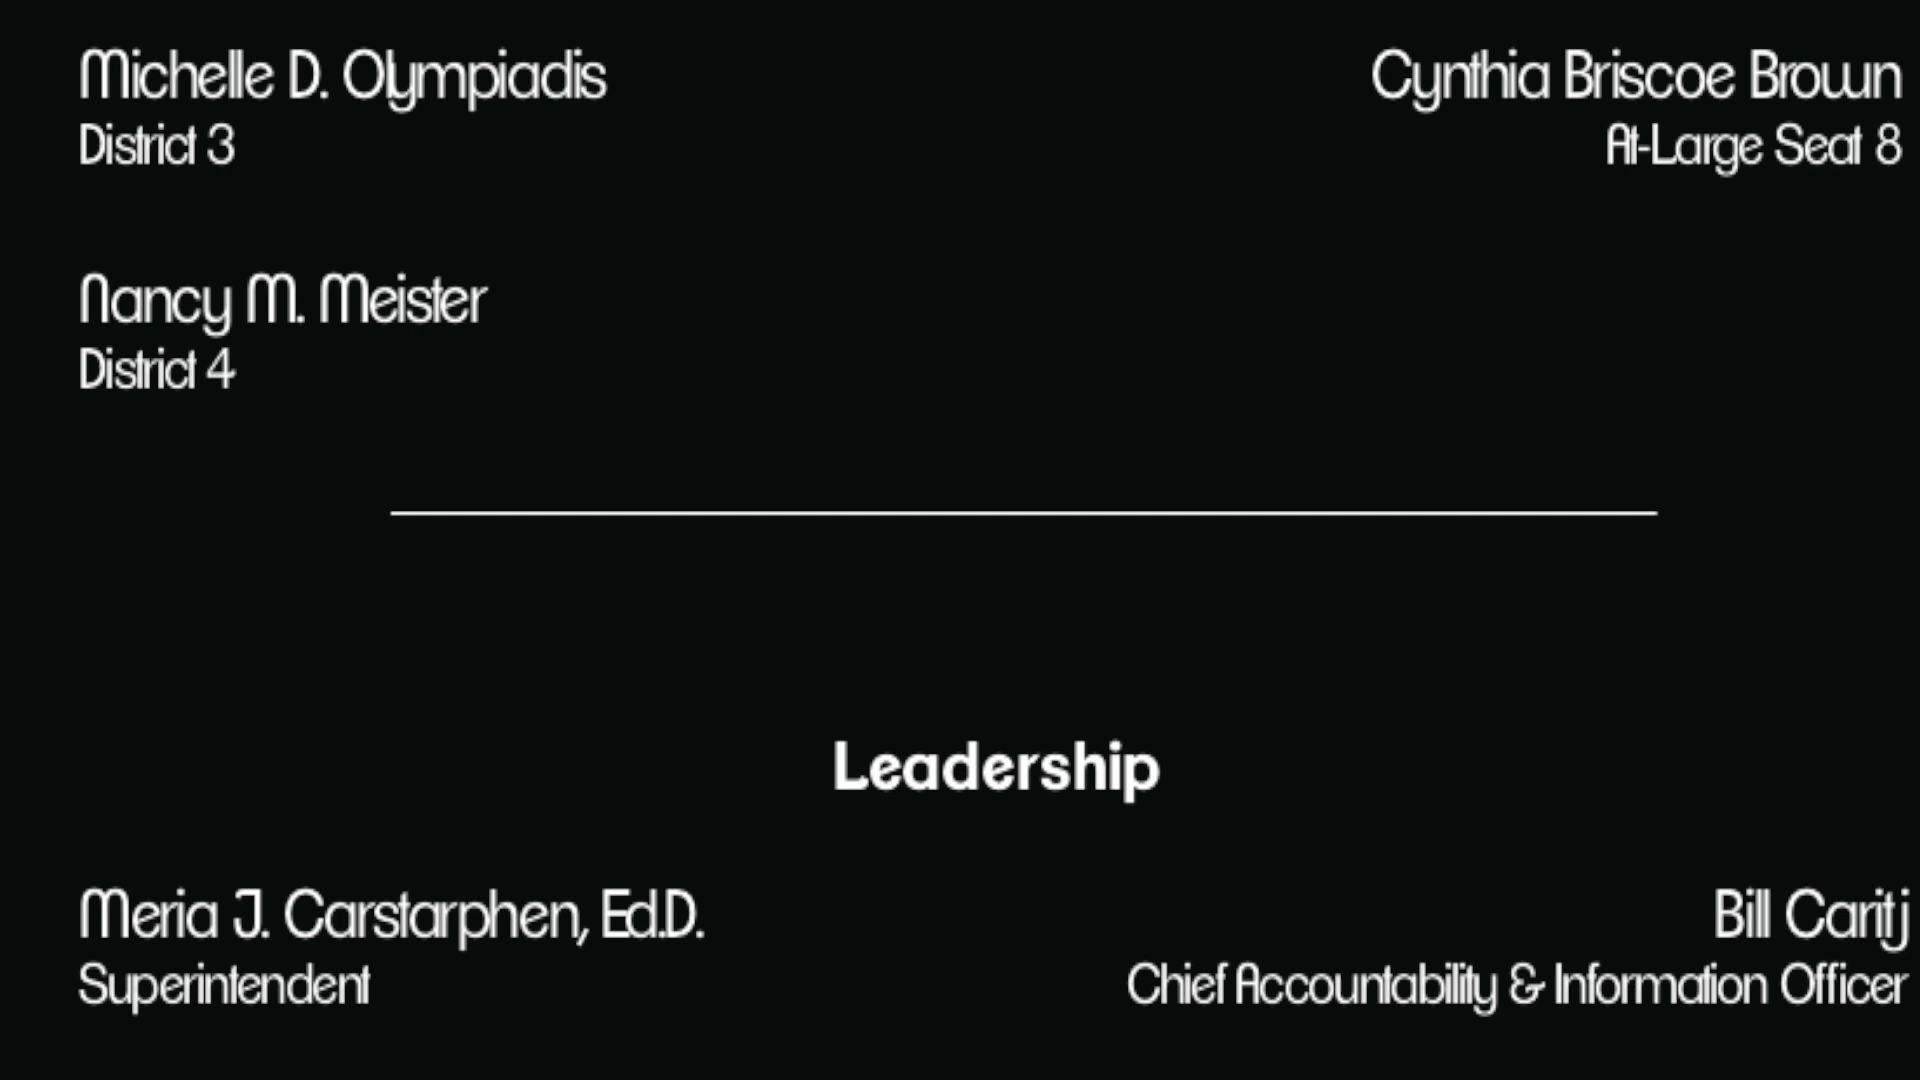 Michelle D. Olympiadis
District 3
Cynthia Briscoe Brown
At-Large Seat 8
Nancy M. Meister
District 4
Leadership
Meria J. Carstarphen, Ed.D.
Superintendent
Bill Caritj
Chief Accountability & Information Officer